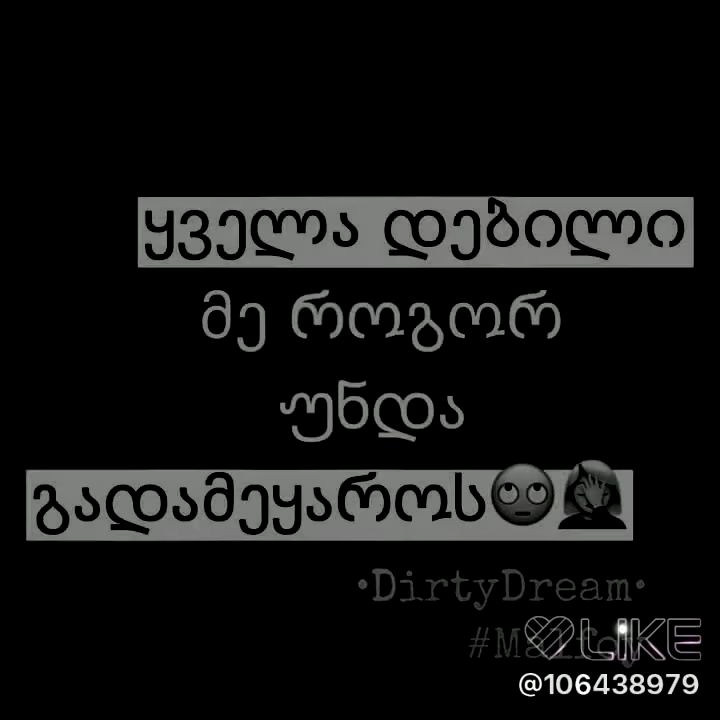 ყველა დებილი
მე როგორ
უნდა
გადამეყაროს🙄🤦‍♀️
•DirtyDream•
LIKE
@106438979